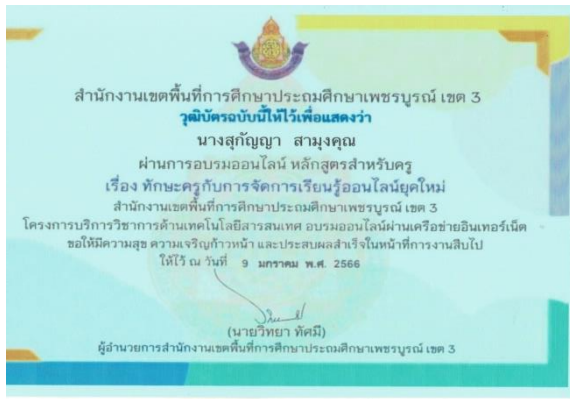 สำนักงานเขตพื้นที่การศึกษาประถมศึกษาเพชรบูรณ์ เขต 3
วุฒิบัตรฉบับนี้ให้ไว้เพื่อแสดงว่า
นางสุกัญญา สามุงคุณ
ผ่านการอบรมออนไลน์ หลักสูตรสำหรับครู
เรื่อง ทักษะครูกับการจัดการเรียนรู้ออนไลน์ยุคใหม่
สำนักงานเขตพื้นที่การศึกษาประถมศึกษาเพชรบูรณ์ เขต 3
โครงการบริการวิชาการด้านเทคโนโลยีสารสนเทศ อบรมออนไลน์ผ่านเครือข่ายอินเทอร์เน็ต
ขอให้มีความสุข ความเจริญก้าวหน้า และประสบผลสำเร็จในหน้าที่การงานสืบไป
ให้ไว้ ณ วันที่ 9 มกราคม พ.ศ. 2566
(นายวิทยา ทัศมี)
ผู้อำนวยการสำนักงานเขตพื้นที่การศึกษาประถมศึกษาเพชรบูรณ์ เขต 3